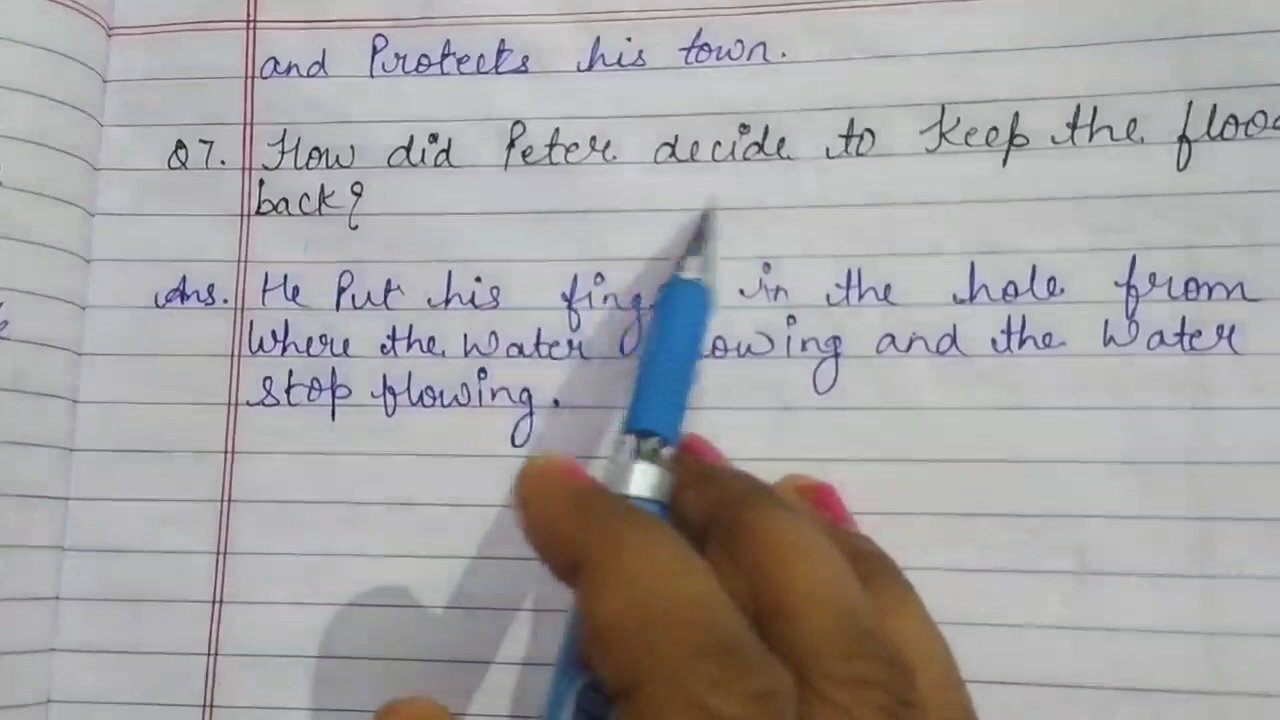 and Protects his town.
Q7. How did Peter decide to keep the
back?
Ans. He Put his in the hole from
Where the Water and the Water
stop flowing.